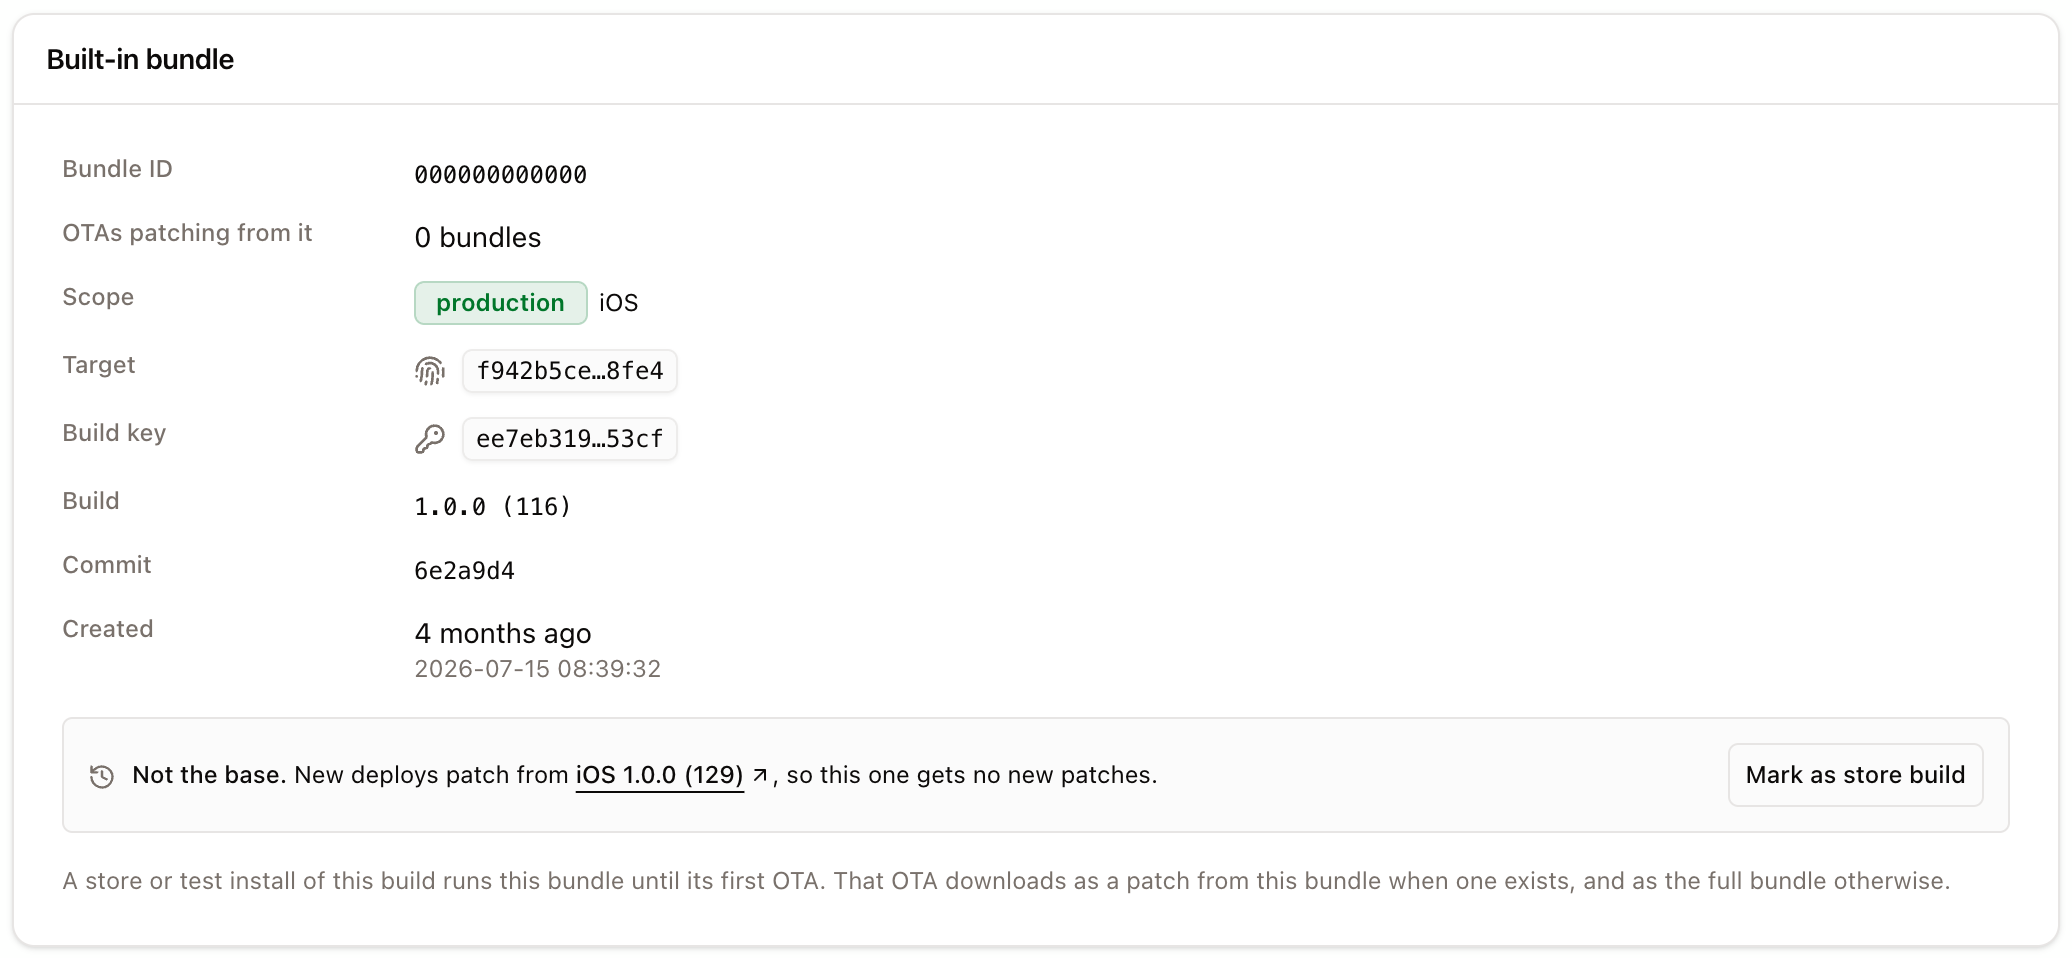 Built-in bundle
Bundle ID
000000000000
OTAs patching from it
0 bundles
Scope
production iOS
Target
f942b5ce…8fe4
Build key
ee7eb319…53cf
Build
1.0.0 (116)
Commit
6e2a9d4
Created
4 months ago
2026-07-15 08:39:32
Not the base. New deploys patch from iOS 1.0.0 (129) ↗, so this one gets no new patches.
Mark as store build
A store or test install of this build runs this bundle until its first OTA. That OTA downloads as a patch from this bundle when one exists, and as the full bundle otherwise.